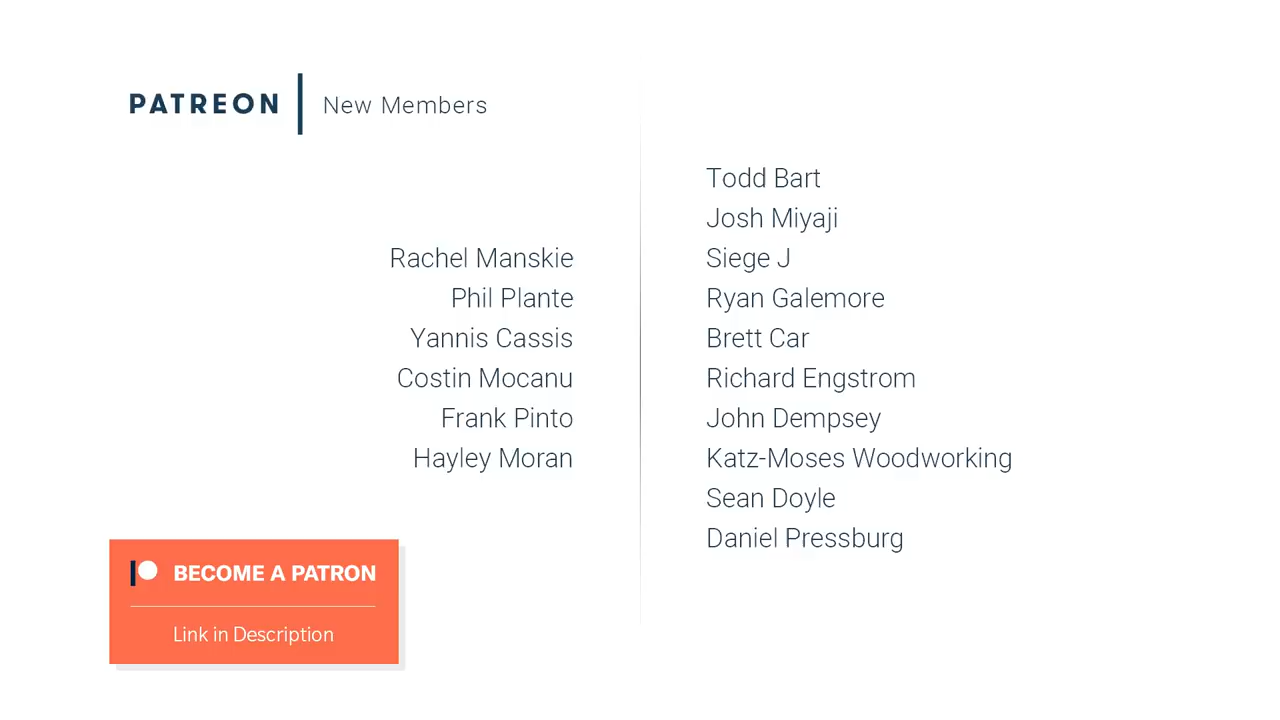 PATREON
New Members
Rachel Manskie
Phil Plante
Yannis Cassis
Costin Mocanu
Frank Pinto
Hayley Moran
Todd Bart
Josh Miyaji
Siege J
Ryan Galemore
Brett Car
Richard Engstrom
John Dempsey
Katz-Moses Woodworking
Sean Doyle
Daniel Pressburg
BECOME A PATRON
Link in Description